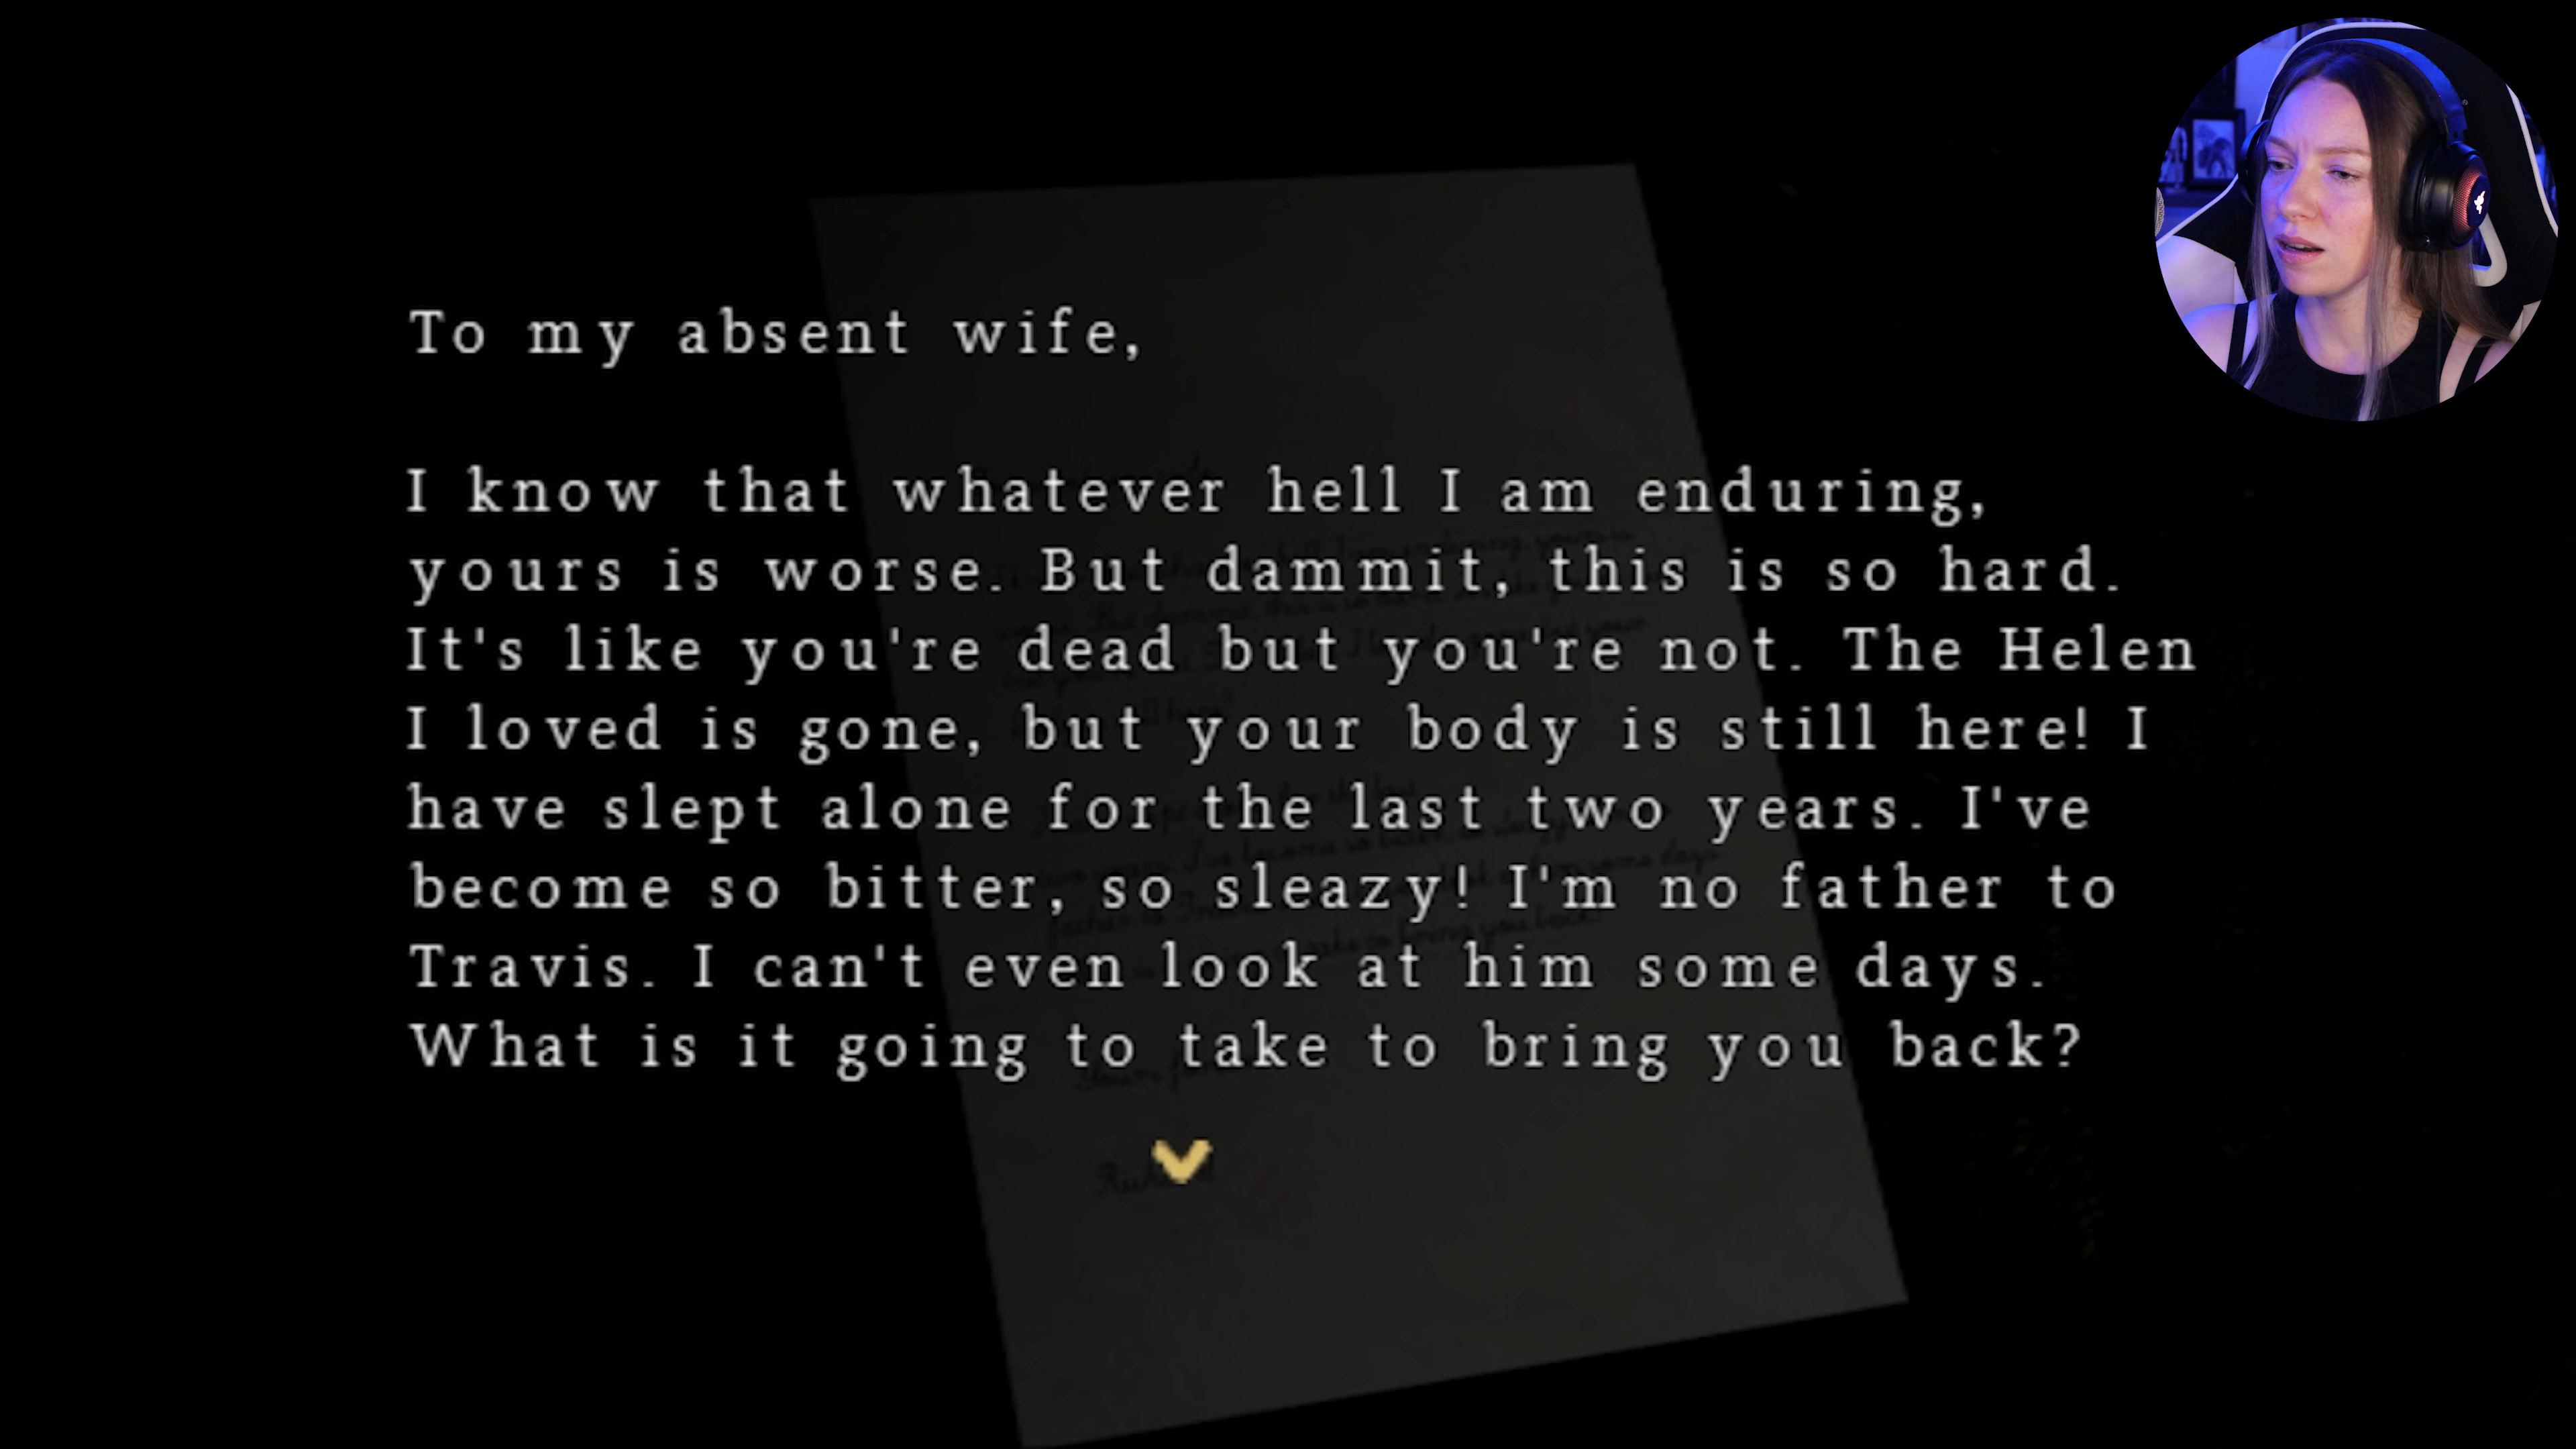 To my absent wife,
I know that whatever hell I am enduring,
yours is worse. But dammit, this is so hard.
It's like you're dead but you're not. The Helen
I loved is gone, but your body is still here! I
have slept alone for the last two years. I've
become so bitter, so sleazy! I'm no father to
Travis. I can't even look at him some days.
What is it going to take to bring you back?